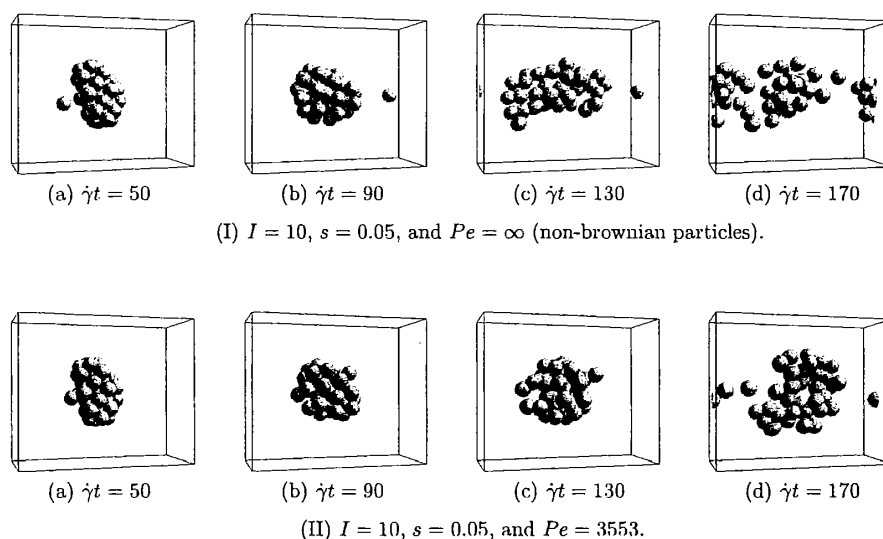 (a) γ̇t = 50 (b) γ̇t = 90 (c) γ̇t = 130 (d) γ̇t = 170
(I) I = 10, s = 0.05, and Pe = ∞ (non-brownian particles).
(a) γ̇t = 50 (b) γ̇t = 90 (c) γ̇t = 130 (d) γ̇t = 170
(II) I = 10, s = 0.05, and Pe = 3553.